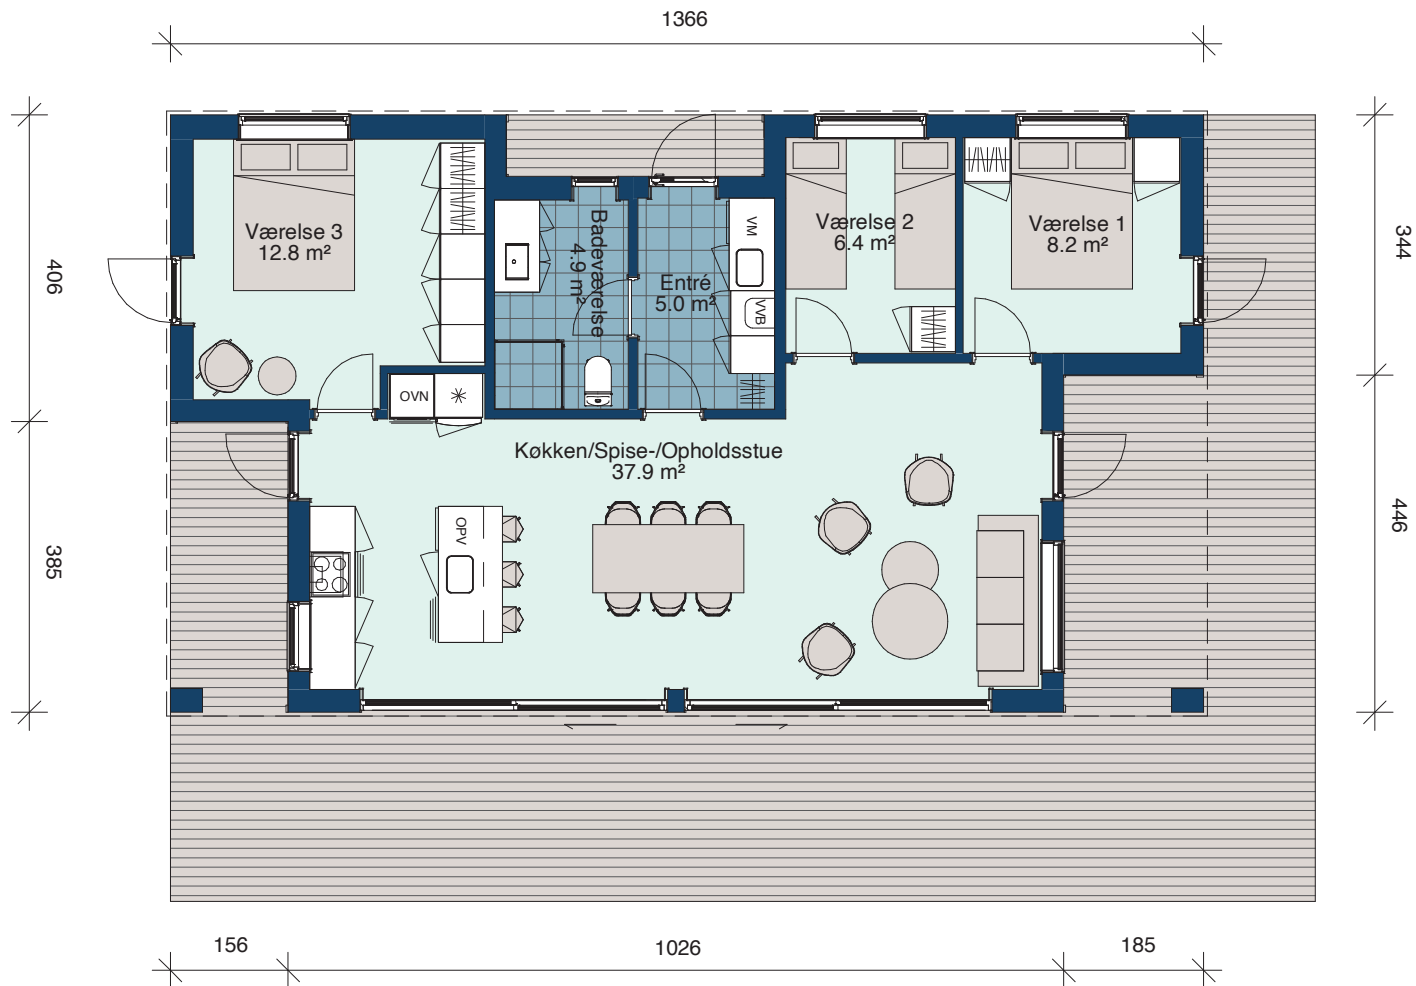 1366
Værelse 3
12.8 m²
Badeværelse
4.9 m²
Entré
5.0 m²
VM
VVB
Værelse 2
6.4 m²
Værelse 1
8.2 m²
406
344
OVN
Køkken/Spise-/Opholdsstue
37.9 m²
OPV
385
446
156
1026
185